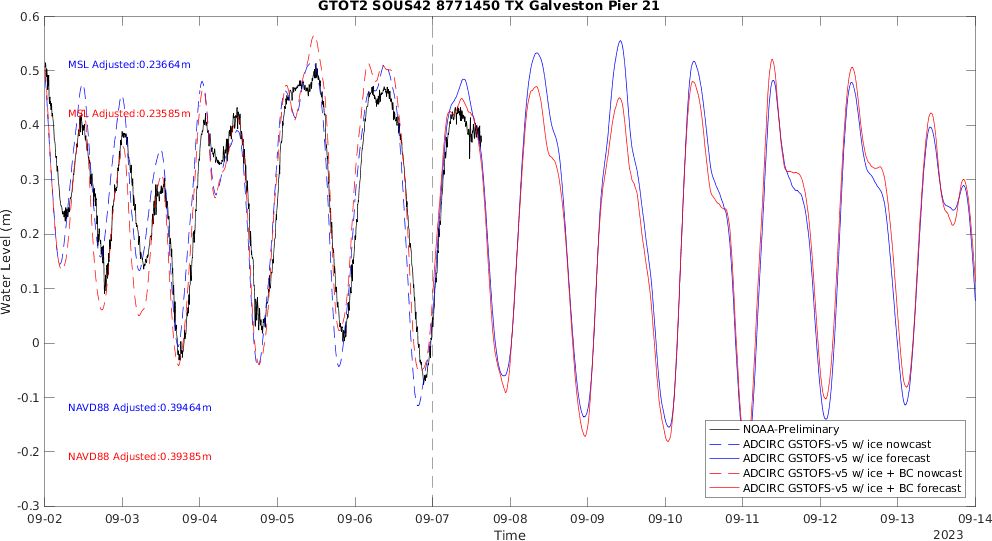 GTOT2 SOUS42 8771450 TX Galveston Pier 21
0.6
0.5
0.4
0.3
0.2
0.1
0
-0.1
-0.2
-0.3
Water Level (m)
MSL Adjusted:0.23664m
MSL Adjusted:0.23585m
NAVD88 Adjusted:0.39464m
NAVD88 Adjusted:0.39385m
NOAA-Preliminary
ADCIRC GSTOFS-v5 w/ ice nowcast
ADCIRC GSTOFS-v5 w/ ice forecast
ADCIRC GSTOFS-v5 w/ ice + BC nowcast
ADCIRC GSTOFS-v5 w/ ice + BC forecast
09-02 09-03 09-04 09-05 09-06 09-07 09-08 09-09 09-10 09-11 09-12 09-13 09-14
Time
2023